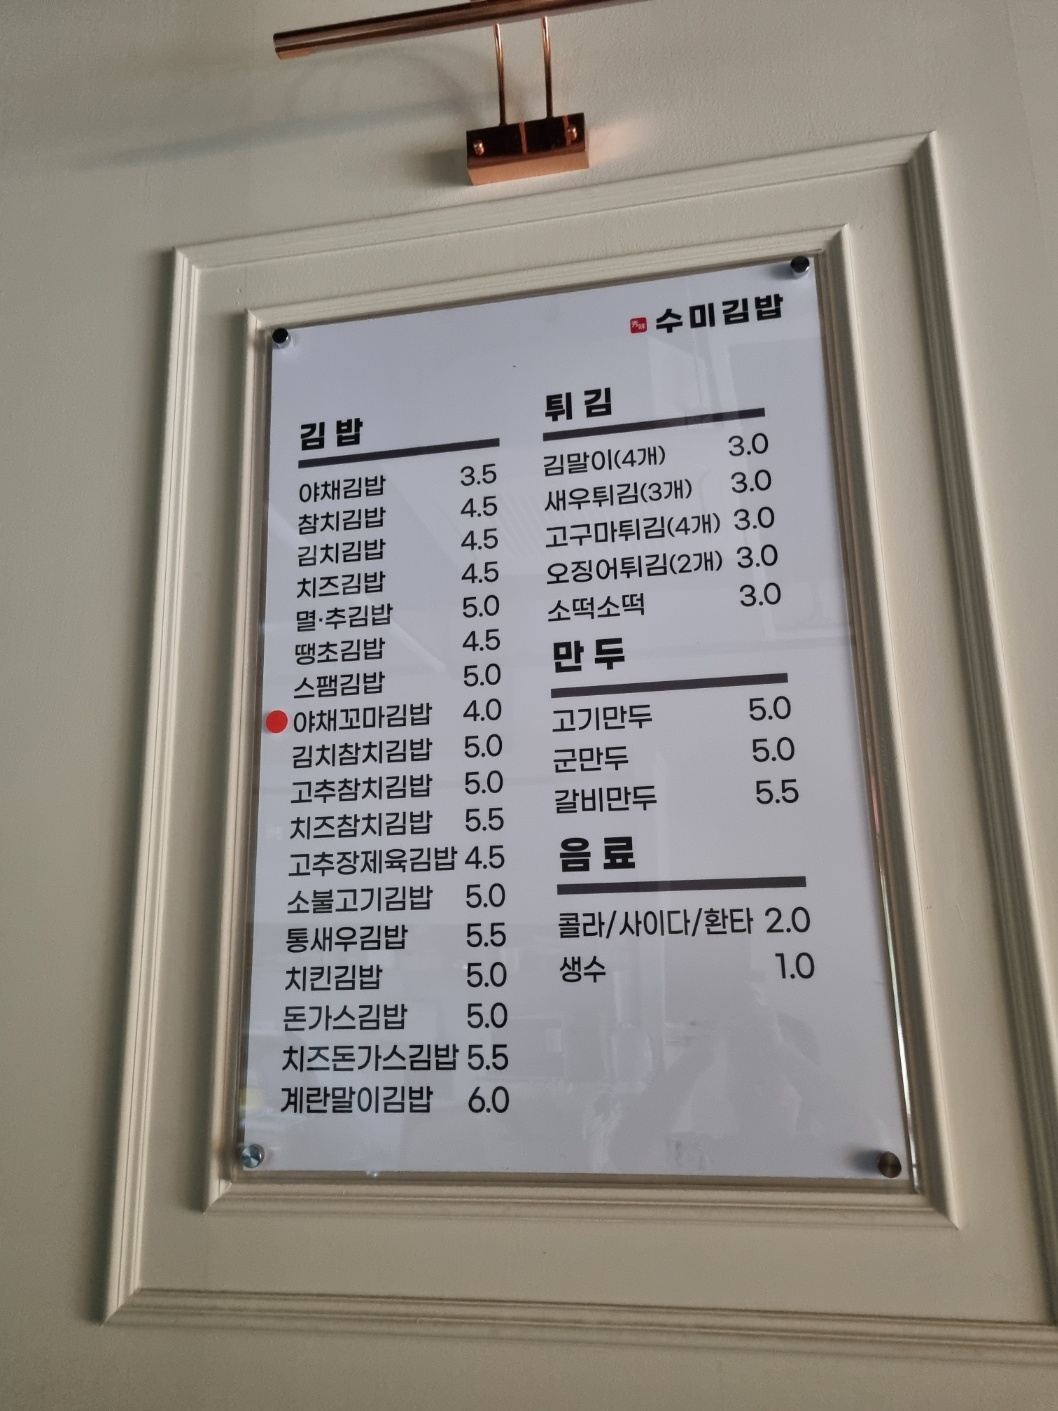 수미김밥
김밥
야채김밥 3.5
참치김밥 4.5
김치김밥 4.5
치즈김밥 4.5
멸·추김밥 5.0
땡초김밥 4.5
스팸김밥 5.0
야채꼬마김밥 4.0
김치참치김밥 5.0
고추참치김밥 5.0
치즈참치김밥 5.5
고추장제육김밥 4.5
소불고기김밥 5.0
통새우김밥 5.5
치킨김밥 5.0
돈가스김밥 5.0
치즈돈가스김밥 5.5
계란말이김밥 6.0
튀김
김말이(4개) 3.0
새우튀김(3개) 3.0
고구마튀김(4개) 3.0
오징어튀김(2개) 3.0
소떡소떡 3.0
만두
고기만두 5.0
군만두 5.0
갈비만두 5.5
음료
콜라/사이다/환타 2.0
생수 1.0